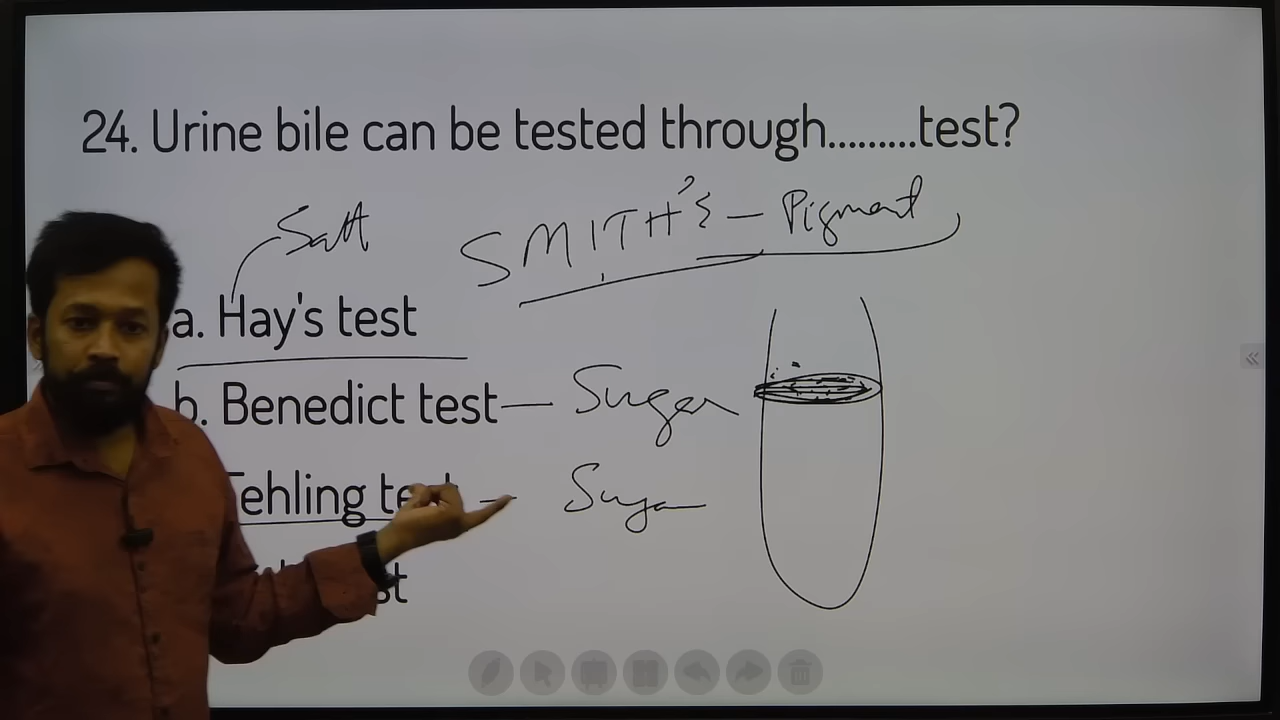 24. Urine bile can be tested through.........test?
Salt
SMITH'S — Pigment
a. Hay's test
b. Benedict test — Sugar
Fehling test — Sugar